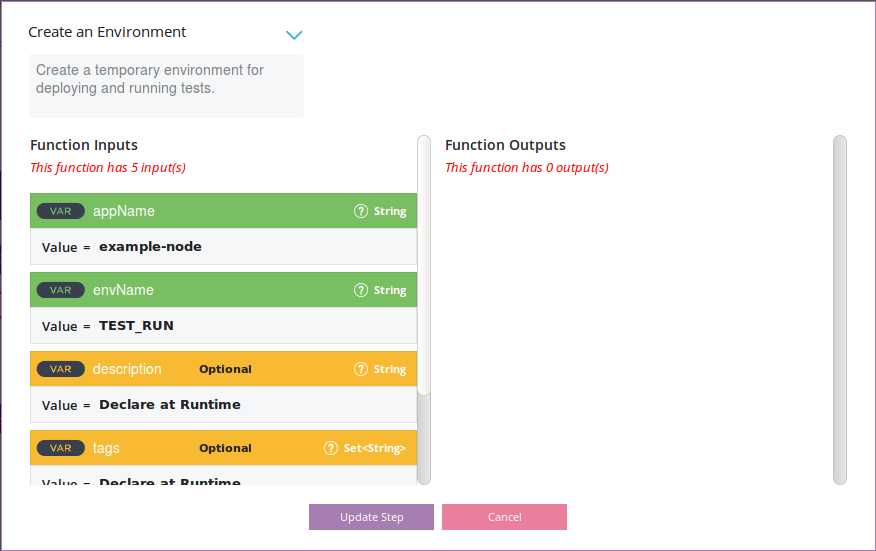 Create an Environment
Create a temporary environment for
deploying and running tests.
Function Inputs
This function has 5 input(s)
VAR appName ? String
Value = example-node
VAR envName ? String
Value = TEST_RUN
VAR description Optional ? String
Value = Declare at Runtime
VAR tags Optional ? Set<String>
Value = Declare at Runtime
Function Outputs
This function has 0 output(s)
Update Step Cancel